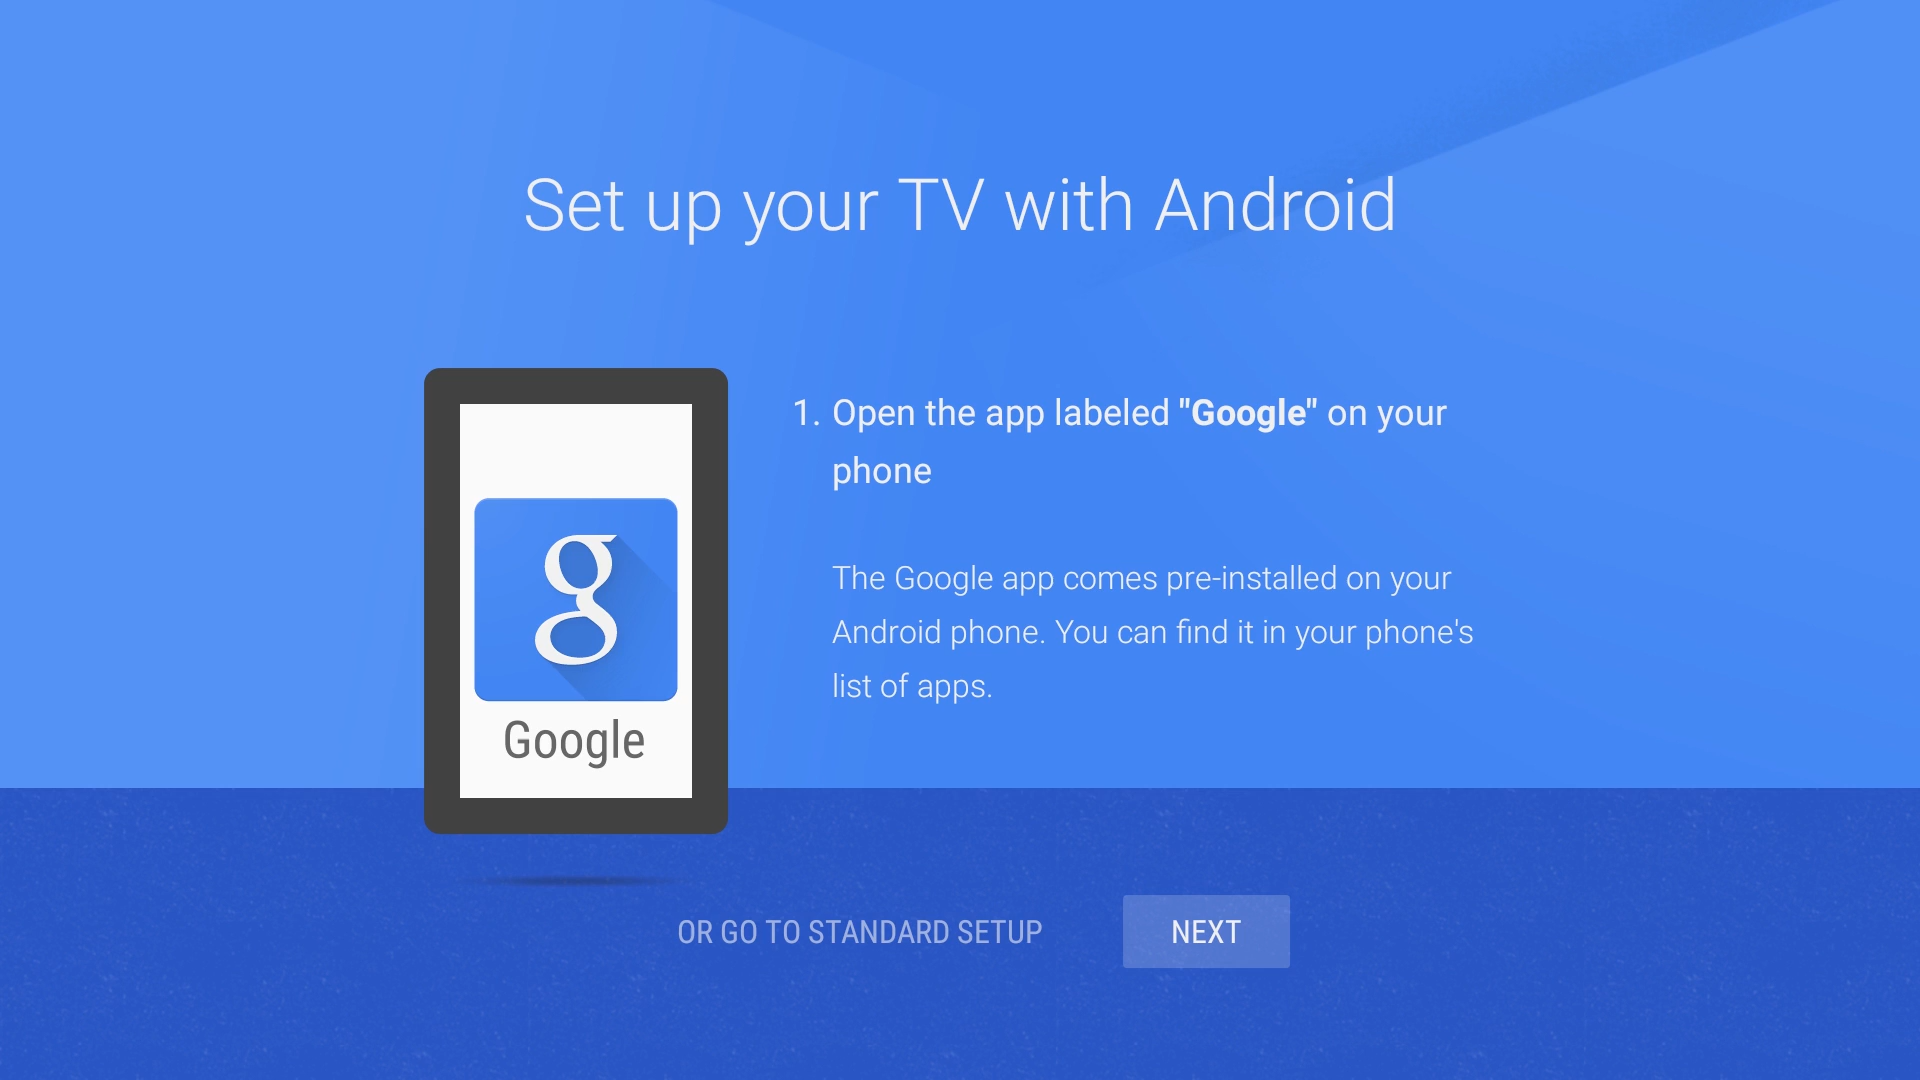 Set up your TV with Android
1. Open the app labeled "Google" on your
phone
The Google app comes pre-installed on your
Android phone. You can find it in your phone's
list of apps.
g
Google
OR GO TO STANDARD SETUP
NEXT